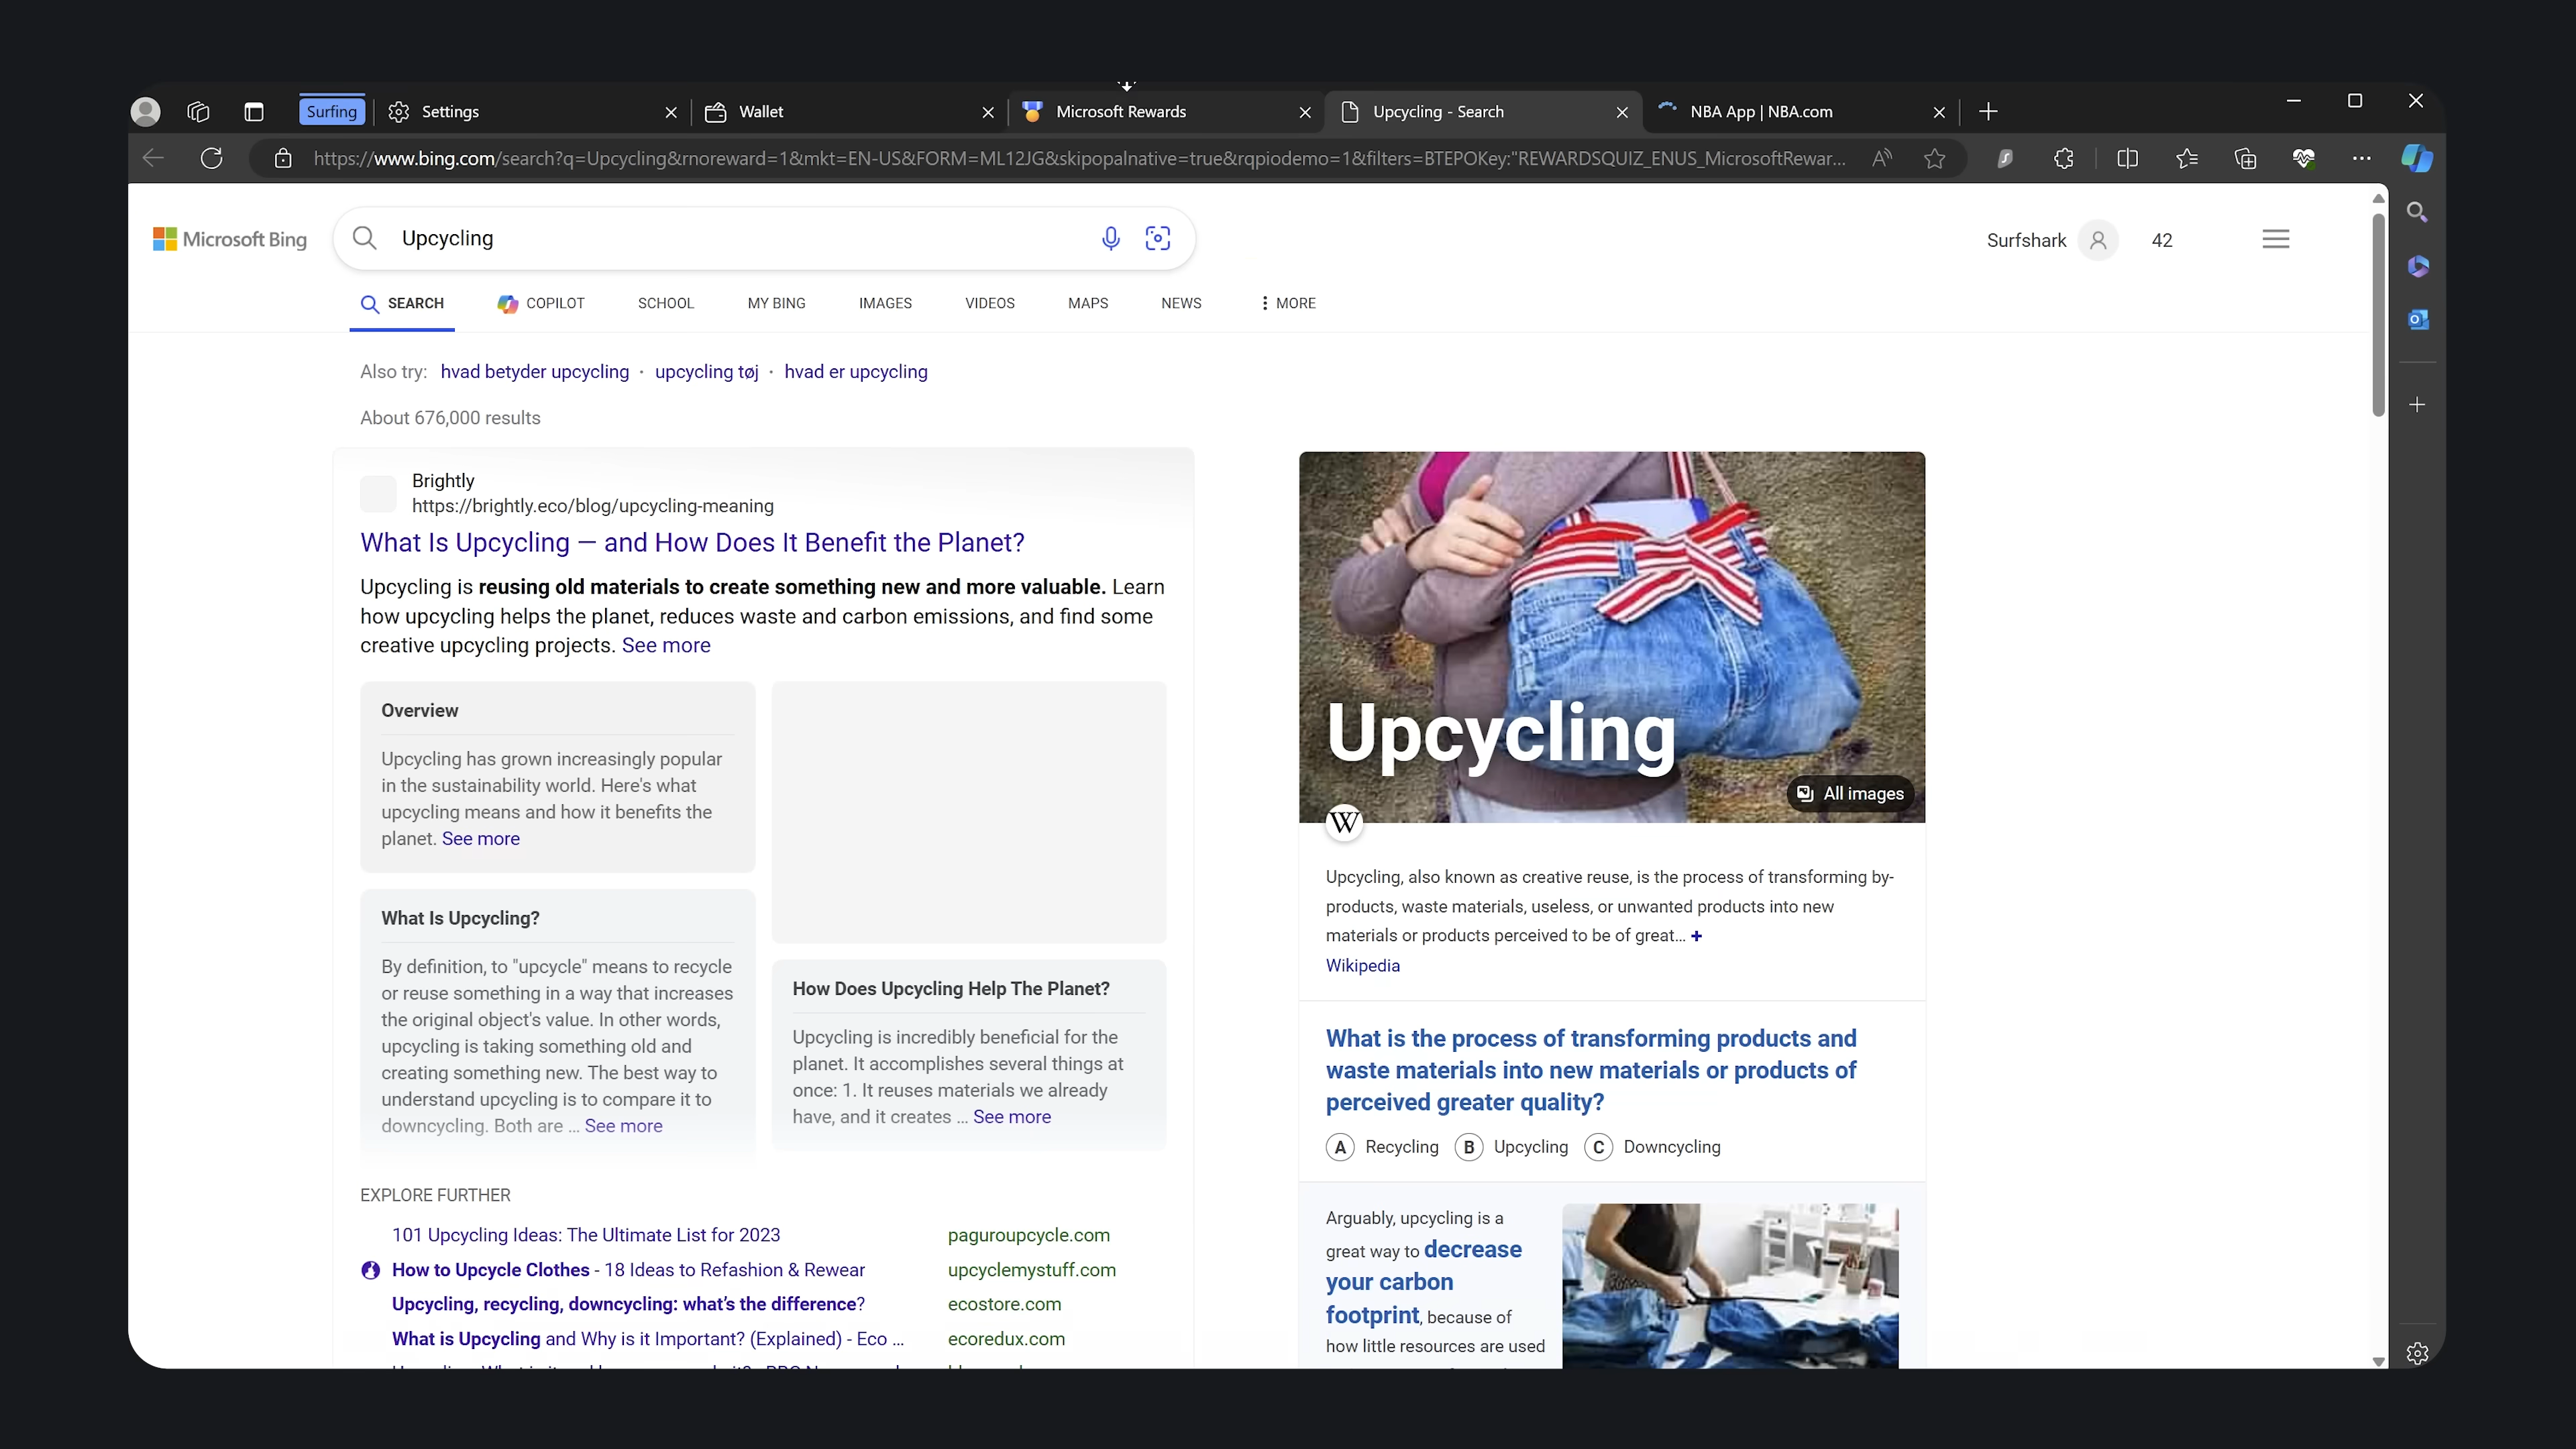 Surfing
Settings
Wallet
Microsoft Rewards
Upcycling - Search
NBA App | NBA.com
https://www.bing.com/search?q=Upcycling&rnoreward=1&mkt=EN-US&FORM=ML12JG&skipopalnative=true&rqpiodemo=1&filters=BTEPOKey:"REWARDSQUIZ_ENUS_MicrosoftRewar...
Microsoft Bing
Upcycling
Surfshark
42
SEARCH
COPILOT
SCHOOL
MY BING
IMAGES
VIDEOS
MAPS
NEWS
MORE
Also try: hvad betyder upcycling · upcycling tøj · hvad er upcycling
About 676,000 results
Brightly
https://brightly.eco/blog/upcycling-meaning
What Is Upcycling — and How Does It Benefit the Planet?
Upcycling is reusing old materials to create something new and more valuable. Learn
how upcycling helps the planet, reduces waste and carbon emissions, and find some
creative upcycling projects. See more
Overview
Upcycling has grown increasingly popular
in the sustainability world. Here's what
upcycling means and how it benefits the
planet. See more
What Is Upcycling?
By definition, to "upcycle" means to recycle
or reuse something in a way that increases
the original object's value. In other words,
upcycling is taking something old and
creating something new. The best way to
understand upcycling is to compare it to
downcycling. Both are ... See more
How Does Upcycling Help The Planet?
Upcycling is incredibly beneficial for the
planet. It accomplishes several things at
once: 1. It reuses materials we already
have, and it creates ... See more
EXPLORE FURTHER
101 Upcycling Ideas: The Ultimate List for 2023 paguroupcycle.com
How to Upcycle Clothes - 18 Ideas to Refashion & Rewear upcyclemystuff.com
Upcycling, recycling, downcycling: what's the difference? ecostore.com
What is Upcycling and Why is it Important? (Explained) - Eco ... ecoredux.com
Upcycling
All images
W
Upcycling, also known as creative reuse, is the process of transforming by-
products, waste materials, useless, or unwanted products into new
materials or products perceived to be of great... +
Wikipedia
What is the process of transforming products and
waste materials into new materials or products of
perceived greater quality?
A Recycling B Upcycling C Downcycling
Arguably, upcycling is a
great way to decrease
your carbon
footprint, because of
how little resources are used